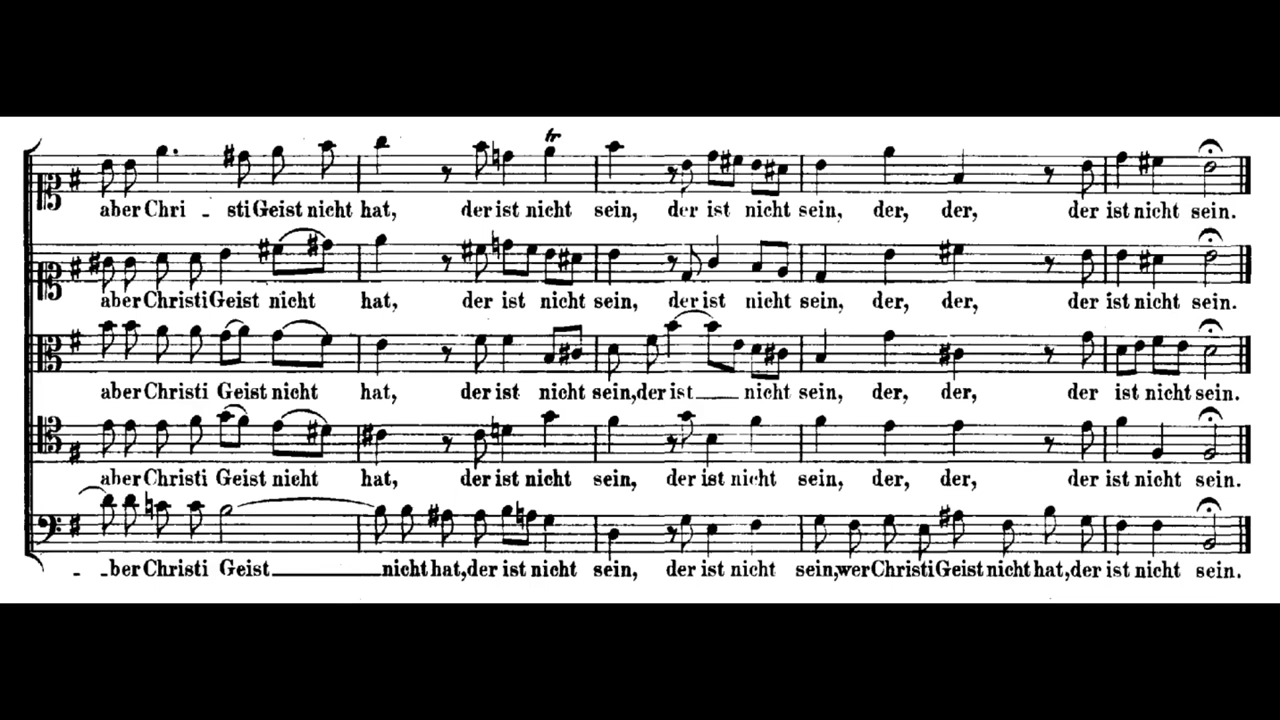 tr
aber Chri - sti Geist nicht hat, der ist nicht sein, der ist nicht sein, der, der, der ist nicht sein.
aber Christi Geist nicht hat, der ist nicht sein, der ist nicht sein, der, der, der ist nicht sein.
aber Christi Geist nicht hat, der ist nicht sein, der ist nicht sein, der, der, der ist nicht sein.
aber Christi Geist nicht hat, der ist nicht sein, der ist nicht sein, der, der, der ist nicht sein.
- -ber Christi Geist nicht hat, der ist nicht sein, der ist nicht sein, wer Christi Geist nicht hat, der ist nicht sein.